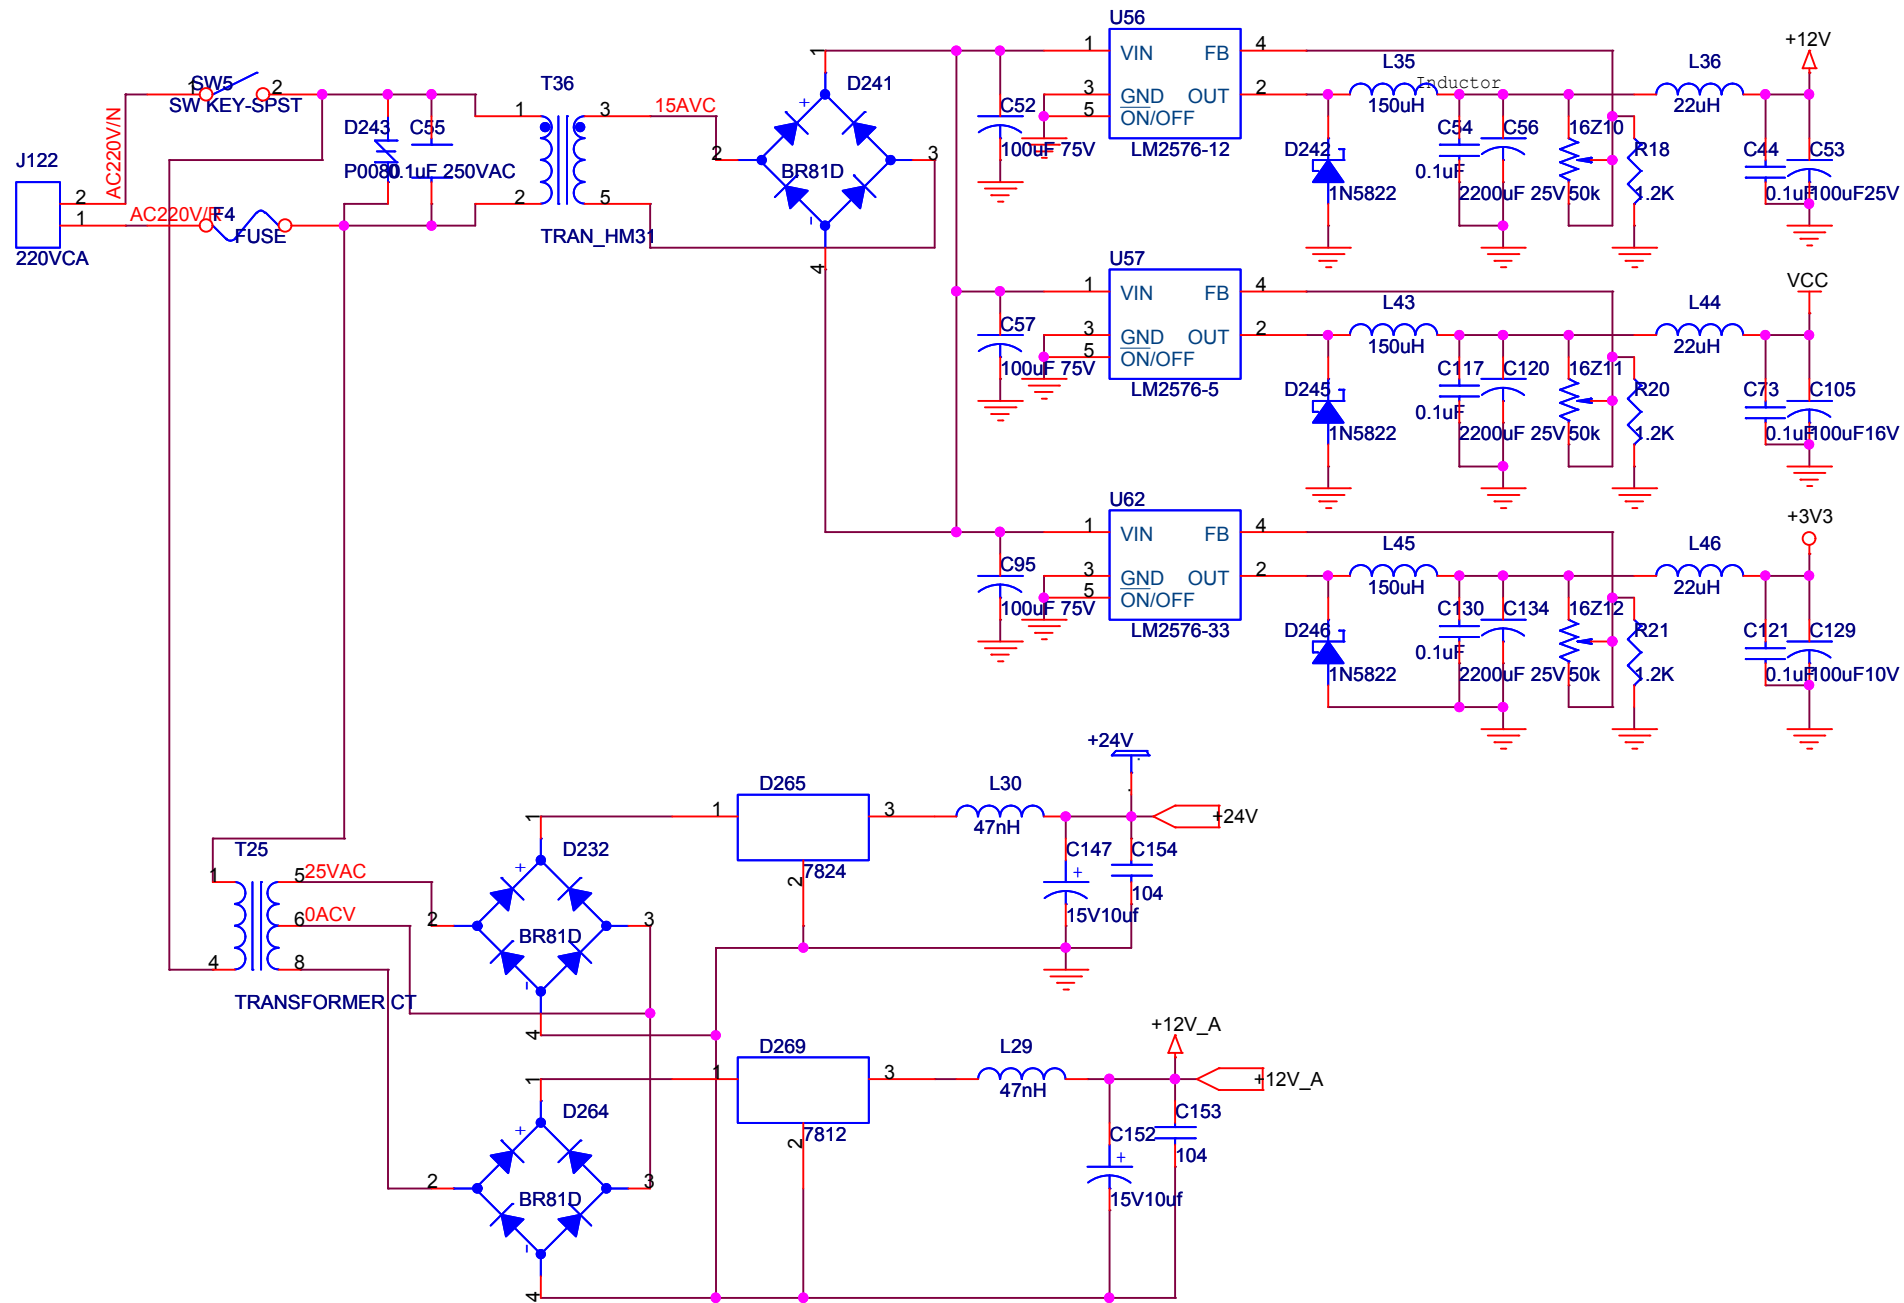 J122
2
1
220VCA
AC220V/N
AC220V/R
SW5
1
2
SW KEY-SPST
F4
FUSE
D243
P0080
C55
0.1uF 250VAC
T36
1
2
3
5
TRAN_HM31
15AVC
D241
1
2
3
4
+
-
BR81D
C52
100uF 75V
U56
1
VIN
FB
4
3
GND
OUT
2
5
ON/OFF
LM2576-12
L35
Inductor
150uH
D242
1N5822
C54
0.1uF
C56
2200uF 25V
16Z10
50k
R18
1.2K
L36
22uH
+12V
C44
0.1uF
C53
100uF25V
C57
100uF 75V
U57
1
VIN
FB
4
3
GND
OUT
2
5
ON/OFF
LM2576-5
L43
150uH
D245
1N5822
C117
0.1uF
C120
2200uF 25V
16Z11
50k
R20
1.2K
L44
22uH
VCC
C73
0.1uF
C105
100uF16V
C95
100uF 75V
U62
1
VIN
FB
4
3
GND
OUT
2
5
ON/OFF
LM2576-33
L45
150uH
D246
1N5822
C130
0.1uF
C134
2200uF 25V
16Z12
50k
R21
1.2K
L46
22uH
+3V3
C121
0.1uF
C129
100uF10V
T25
1
4
5
6
8
25VAC
0ACV
TRANSFORMER CT
D232
1
2
3
4
+
-
BR81D
D265
1
3
2
7824
L30
47nH
+24V
+24V
C147
+
15V10uf
C154
104
D264
1
2
3
4
+
-
BR81D
D269
1
3
2
7812
L29
47nH
+12V_A
+12V_A
C152
+
15V10uf
C153
104